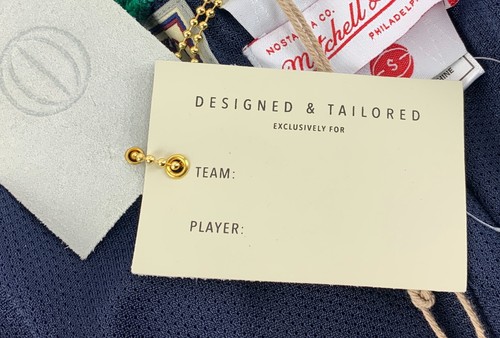 NOSTALGIA CO.
Mitchell &
PHILADELPHIA
S
DESIGNED & TAILORED
EXCLUSIVELY FOR
TEAM:
PLAYER: